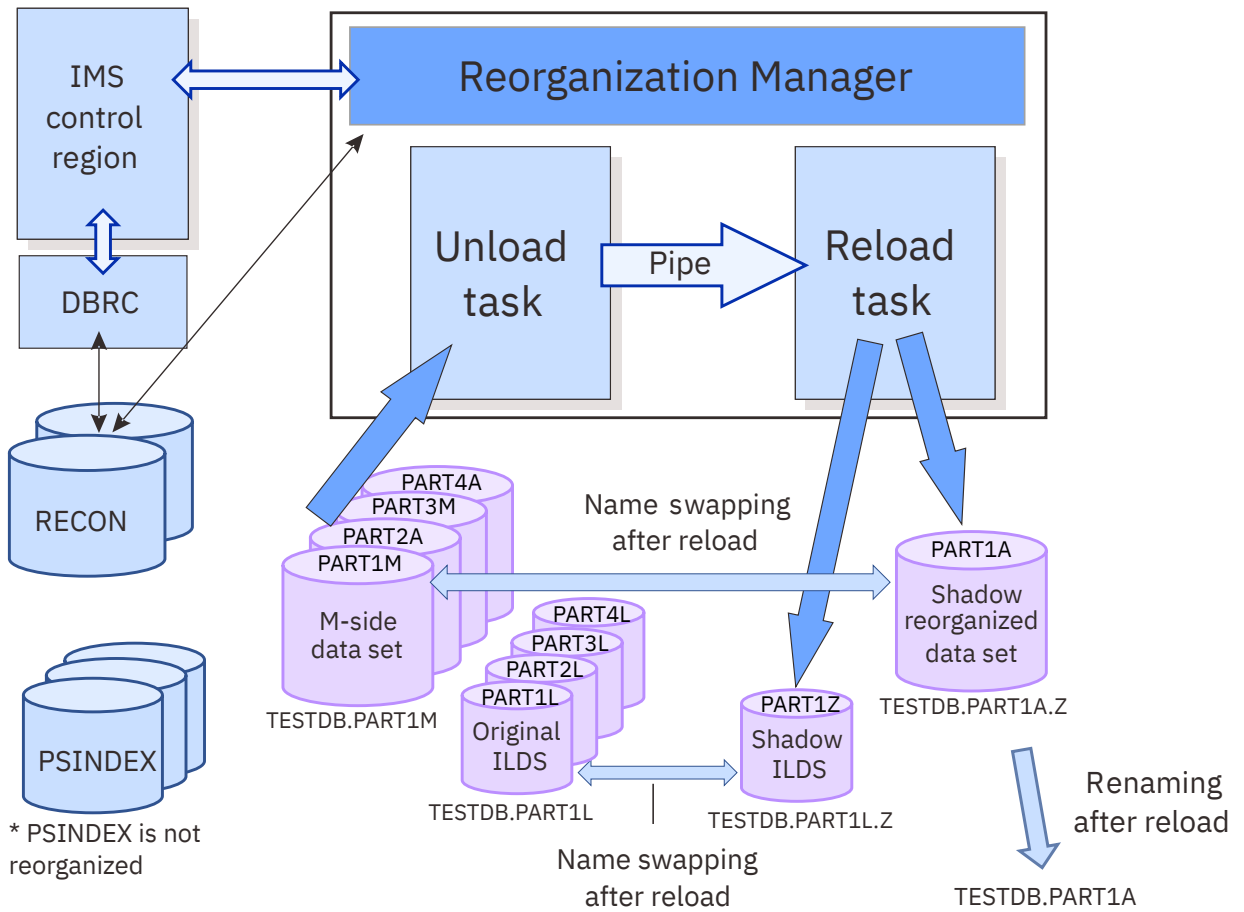 IMS
control
region
Reorganization Manager
DBRC
Unload
task
Pipe
Reload
task
RECON
PART4A
PART3M
PART2A
PART1M
M-side
data set
TESTDB.PART1M
Name swapping
after reload
PART1A
Shadow
reorganized
data set
TESTDB.PART1A.Z
PART4L
PART3L
PART2L
PART1L
Original
ILDS
TESTDB.PART1L
PART1Z
Shadow
ILDS
TESTDB.PART1L.Z
Name swapping
after reload
PSINDEX
* PSINDEX is not
reorganized
Renaming
after reload
TESTDB.PART1A